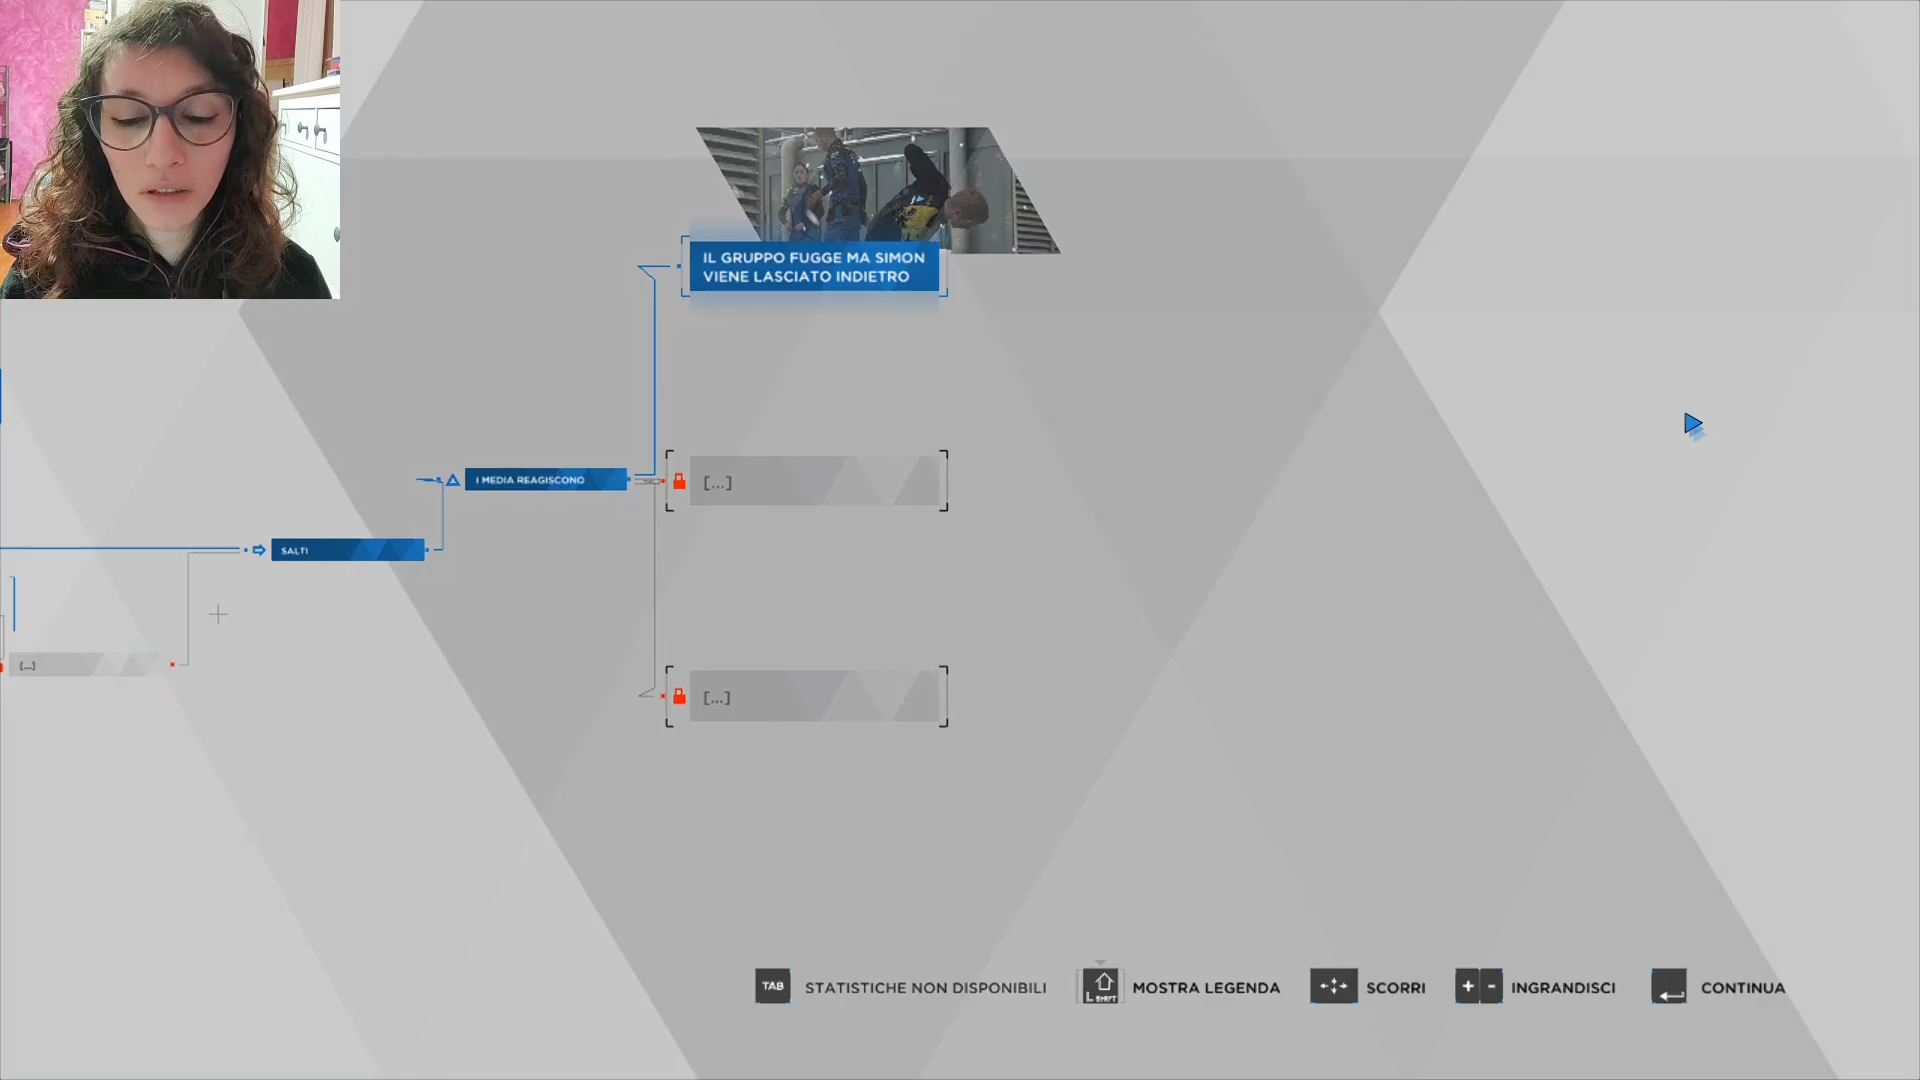 IL GRUPPO FUGGE MA SIMON
VIENE LASCIATO INDIETRO
I MEDIA REAGISCONO
[...]
SALTI
[...]
[...]
TAB STATISTICHE NON DISPONIBILI
L SHIFT MOSTRA LEGENDA
SCORRI
+ - INGRANDISCI
CONTINUA